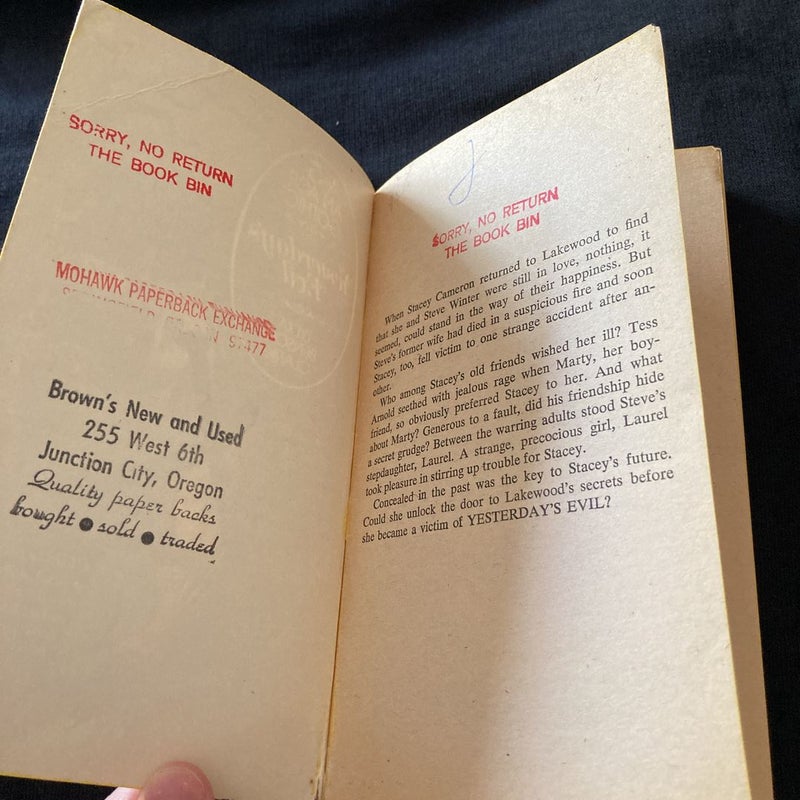 SORRY, NO RETURN
THE BOOK BIN
MOHAWK PAPERBACK EXCHANGE
Brown's New and Used
255 West 6th
Junction City, Oregon
Quality paper backs
bought ● sold ● traded
SORRY, NO RETURN
THE BOOK BIN
When Stacey Cameron returned to Lakewood to find
that she and Steve Winter were still in love, nothing, it
seemed, could stand in the way of their happiness. But
Steve's former wife had died in a suspicious fire and soon
Stacey, too, fell victim to one strange accident after an-
other.
Who among Stacey's old friends wished her ill? Tess
Arnold seethed with jealous rage when Marty, her boy-
friend, so obviously preferred Stacey to her. And what
about Marty? Generous to a fault, did his friendship hide
a secret grudge? Between the warring adults stood Steve's
stepdaughter, Laurel. A strange, precocious girl, Laurel
took pleasure in stirring up trouble for Stacey.
Concealed in the past was the key to Stacey's future.
Could she unlock the door to Lakewood's secrets before
she became a victim of YESTERDAY'S EVIL?